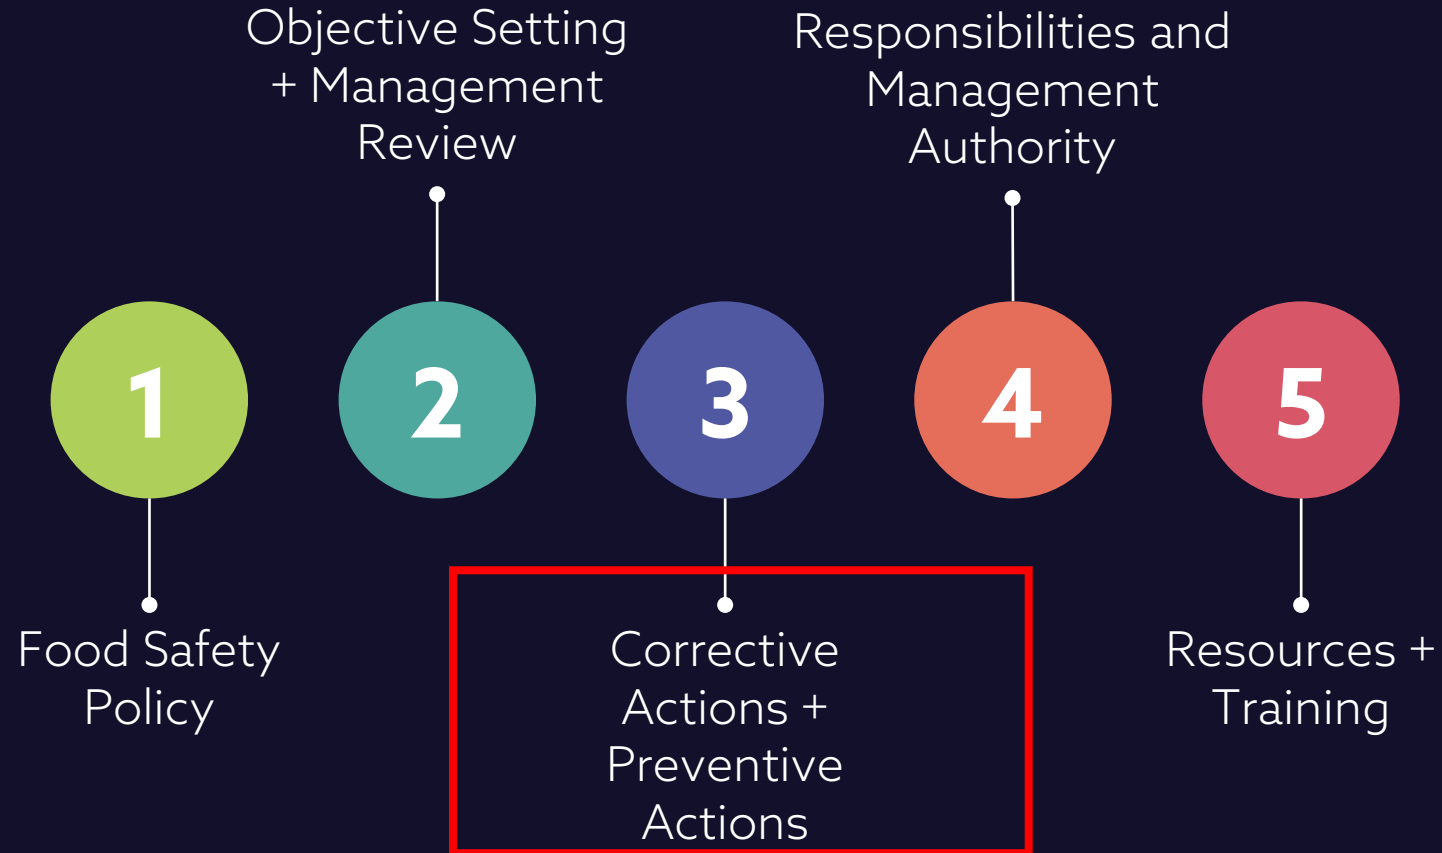 Objective Setting
+ Management
Review
Responsibilities and
Management
Authority
1
2
3
4
5
Food Safety
Policy
Corrective
Actions +
Preventive
Actions
Resources +
Training